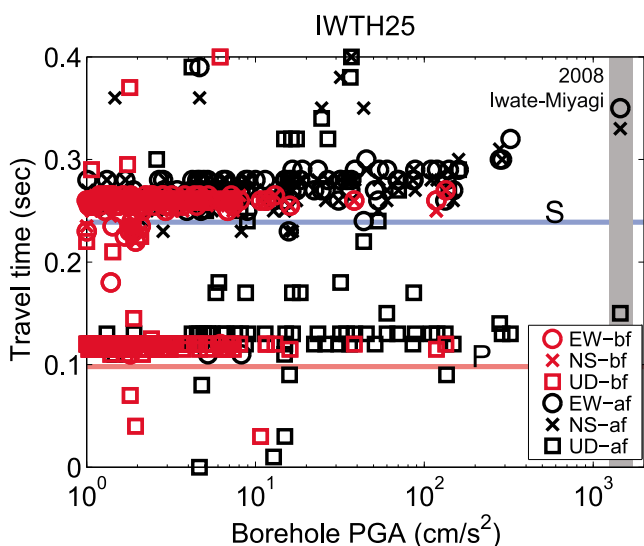 IWTH25
0.4
0.3
0.2
0.1
0
Travel time (sec)
2008
Iwate-Miyagi
S
P
EW-bf
NS-bf
UD-bf
EW-af
NS-af
UD-af
10^0
10^1
10^2
10^3
Borehole PGA (cm/s^2)